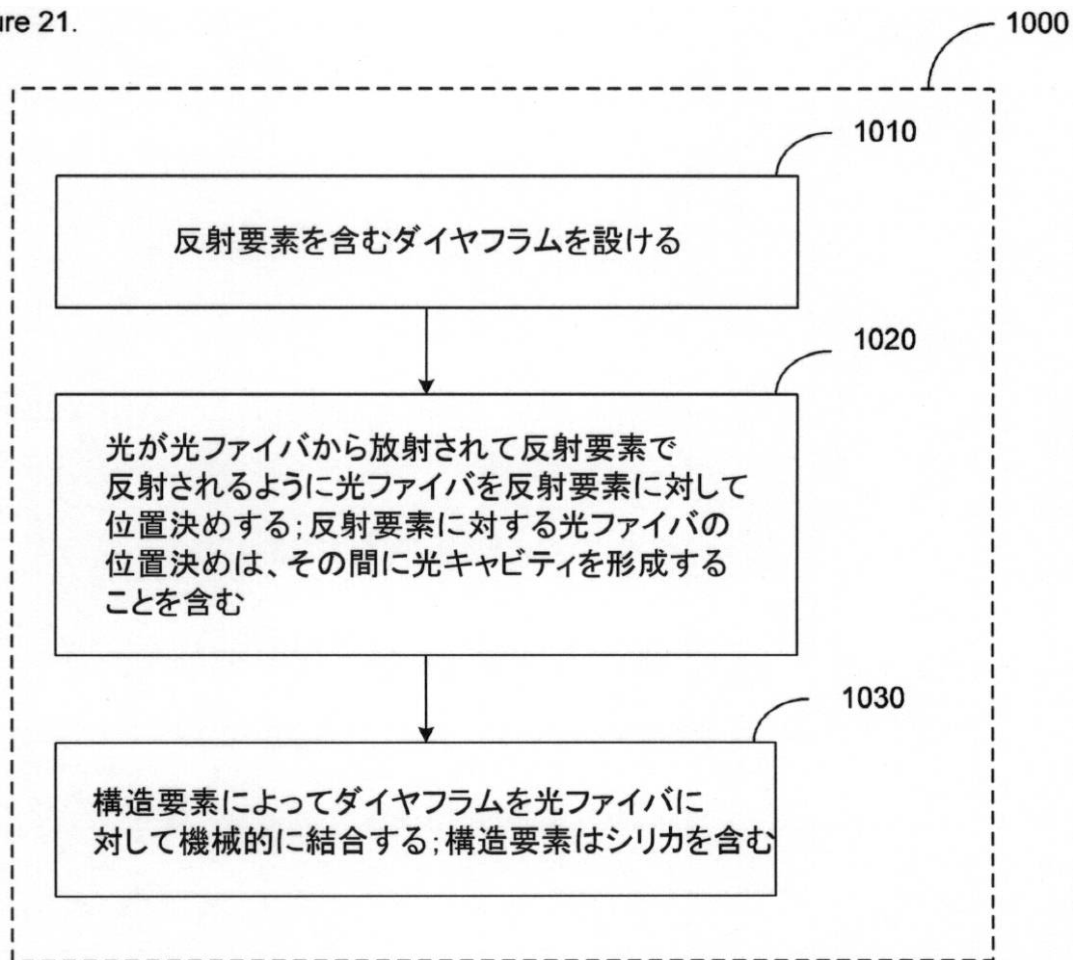 ure 21.
1000
1010
反射要素を含むダイヤフラムを設ける
1020
光が光ファイバから放射されて反射要素で
反射されるように光ファイバを反射要素に対して
位置決めする;反射要素に対する光ファイバの
位置決めは、その間に光キャビティを形成する
ことを含む
1030
構造要素によってダイヤフラムを光ファイバに
対して機械的に結合する;構造要素はシリカを含む